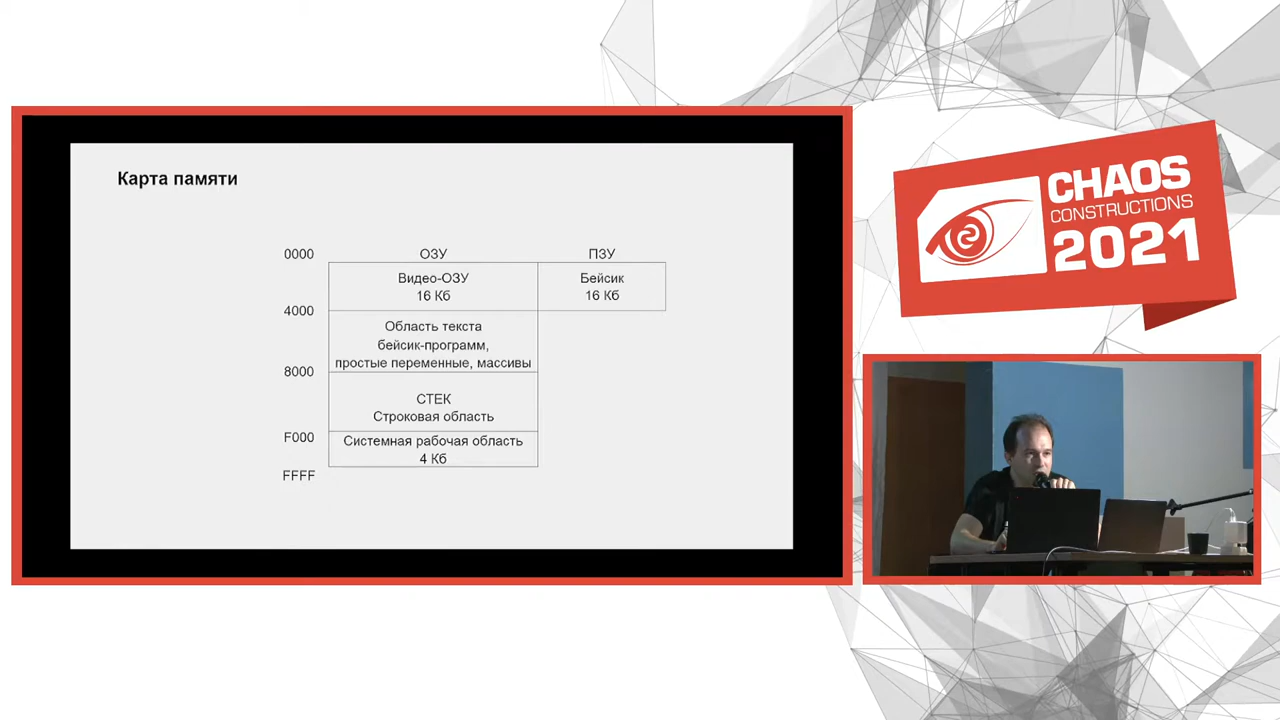 Карта памяти
0000 ОЗУ ПЗУ
Видео-ОЗУ Бейсик
16 Кб 16 Кб
4000
Область текста
бейсик-программ,
простые переменные, массивы
8000
СТЕК
Строковая область
F000 Системная рабочая область
4 Кб
FFFF
CHAOS
CONSTRUCTIONS
2021